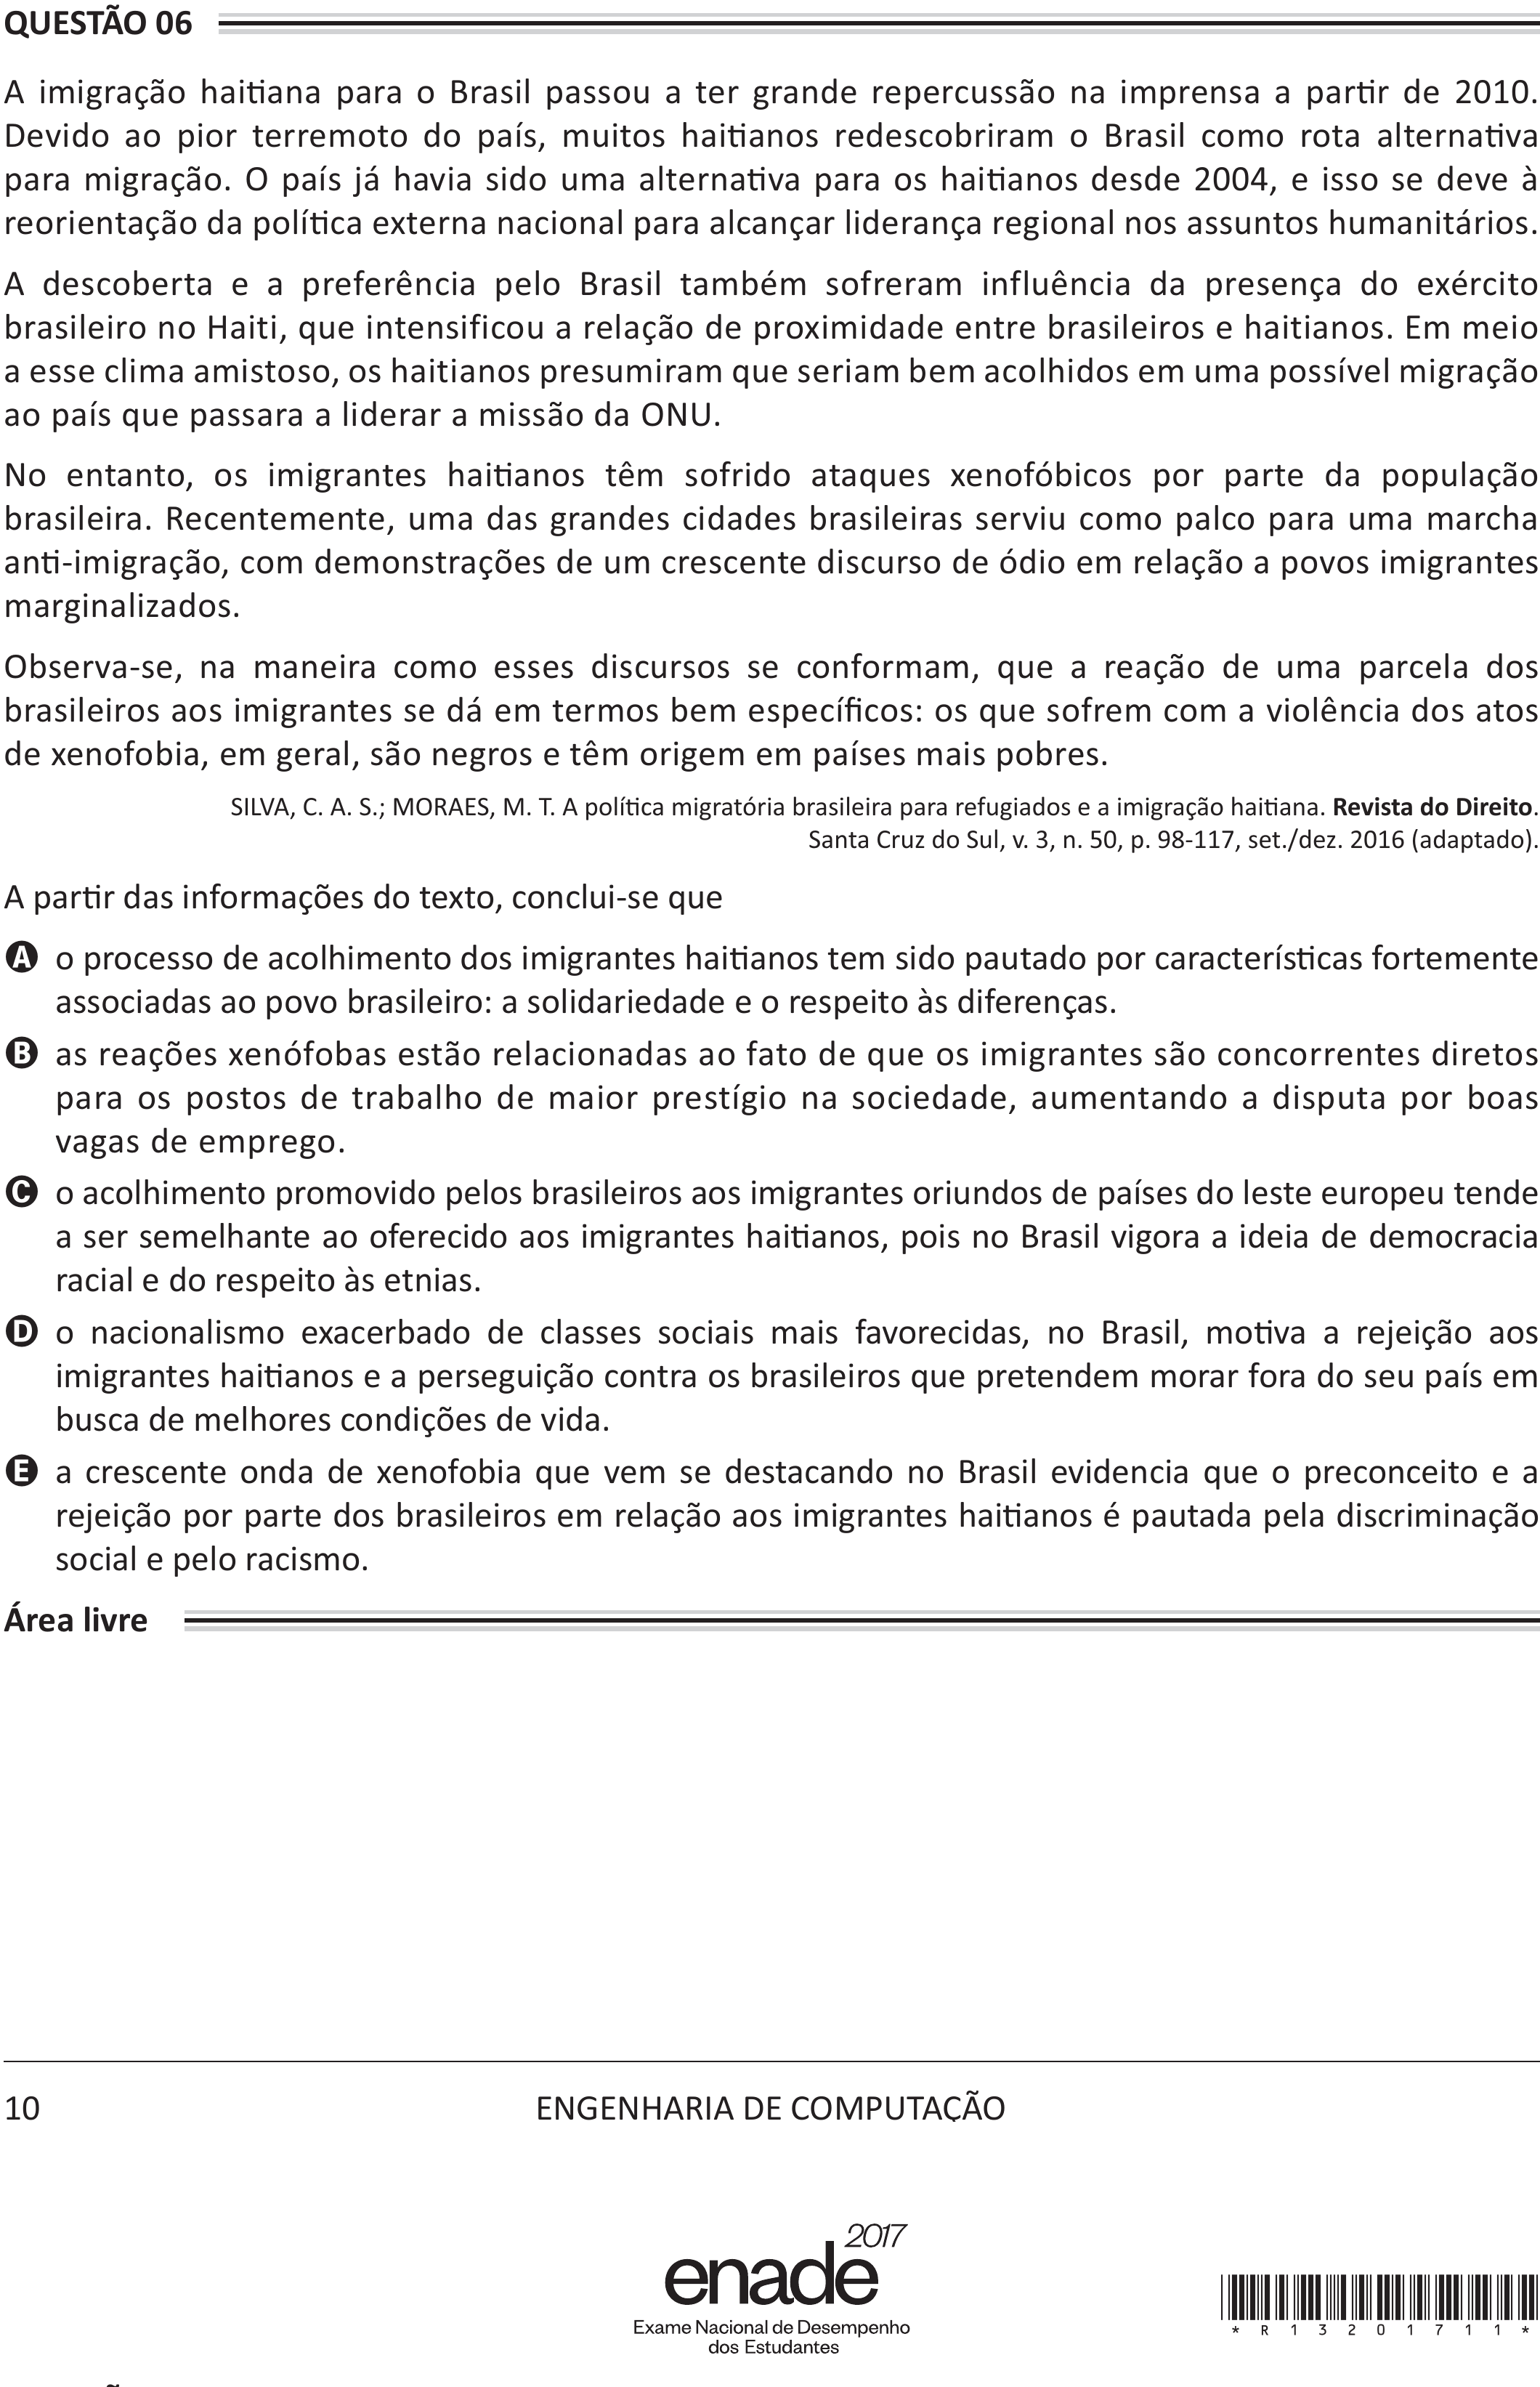 QUESTÃO 06
A imigração haitiana para o Brasil passou a ter grande repercussão na imprensa a partir de 2010.
Devido ao pior terremoto do país, muitos haitianos redescobriram o Brasil como rota alternativa
para migração. O país já havia sido uma alternativa para os haitianos desde 2004, e isso se deve à
reorientação da política externa nacional para alcançar liderança regional nos assuntos humanitários.
A descoberta e a preferência pelo Brasil também sofreram influência da presença do exército
brasileiro no Haiti, que intensificou a relação de proximidade entre brasileiros e haitianos. Em meio
a esse clima amistoso, os haitianos presumiram que seriam bem acolhidos em uma possível migração
ao país que passara a liderar a missão da ONU.
No entanto, os imigrantes haitianos têm sofrido ataques xenofóbicos por parte da população
brasileira. Recentemente, uma das grandes cidades brasileiras serviu como palco para uma marcha
anti-imigração, com demonstrações de um crescente discurso de ódio em relação a povos imigrantes
marginalizados.
Observa-se, na maneira como esses discursos se conformam, que a reação de uma parcela dos
brasileiros aos imigrantes se dá em termos bem específicos: os que sofrem com a violência dos atos
de xenofobia, em geral, são negros e têm origem em países mais pobres.
SILVA, C. A. S.; MORAES, M. T. A política migratória brasileira para refugiados e a imigração haitiana. Revista do Direito.
Santa Cruz do Sul, v. 3, n. 50, p. 98-117, set./dez. 2016 (adaptado).
A partir das informações do texto, conclui-se que
A o processo de acolhimento dos imigrantes haitianos tem sido pautado por características fortemente
associadas ao povo brasileiro: a solidariedade e o respeito às diferenças.
B as reações xenófobas estão relacionadas ao fato de que os imigrantes são concorrentes diretos
para os postos de trabalho de maior prestígio na sociedade, aumentando a disputa por boas
vagas de emprego.
C o acolhimento promovido pelos brasileiros aos imigrantes oriundos de países do leste europeu tende
a ser semelhante ao oferecido aos imigrantes haitianos, pois no Brasil vigora a ideia de democracia
racial e do respeito às etnias.
D o nacionalismo exacerbado de classes sociais mais favorecidas, no Brasil, motiva a rejeição aos
imigrantes haitianos e a perseguição contra os brasileiros que pretendem morar fora do seu país em
busca de melhores condições de vida.
E a crescente onda de xenofobia que vem se destacando no Brasil evidencia que o preconceito e a
rejeição por parte dos brasileiros em relação aos imigrantes haitianos é pautada pela discriminação
social e pelo racismo.
Área livre
10 ENGENHARIA DE COMPUTAÇÃO
2017
enade
Exame Nacional de Desempenho
dos Estudantes
*R13201711*